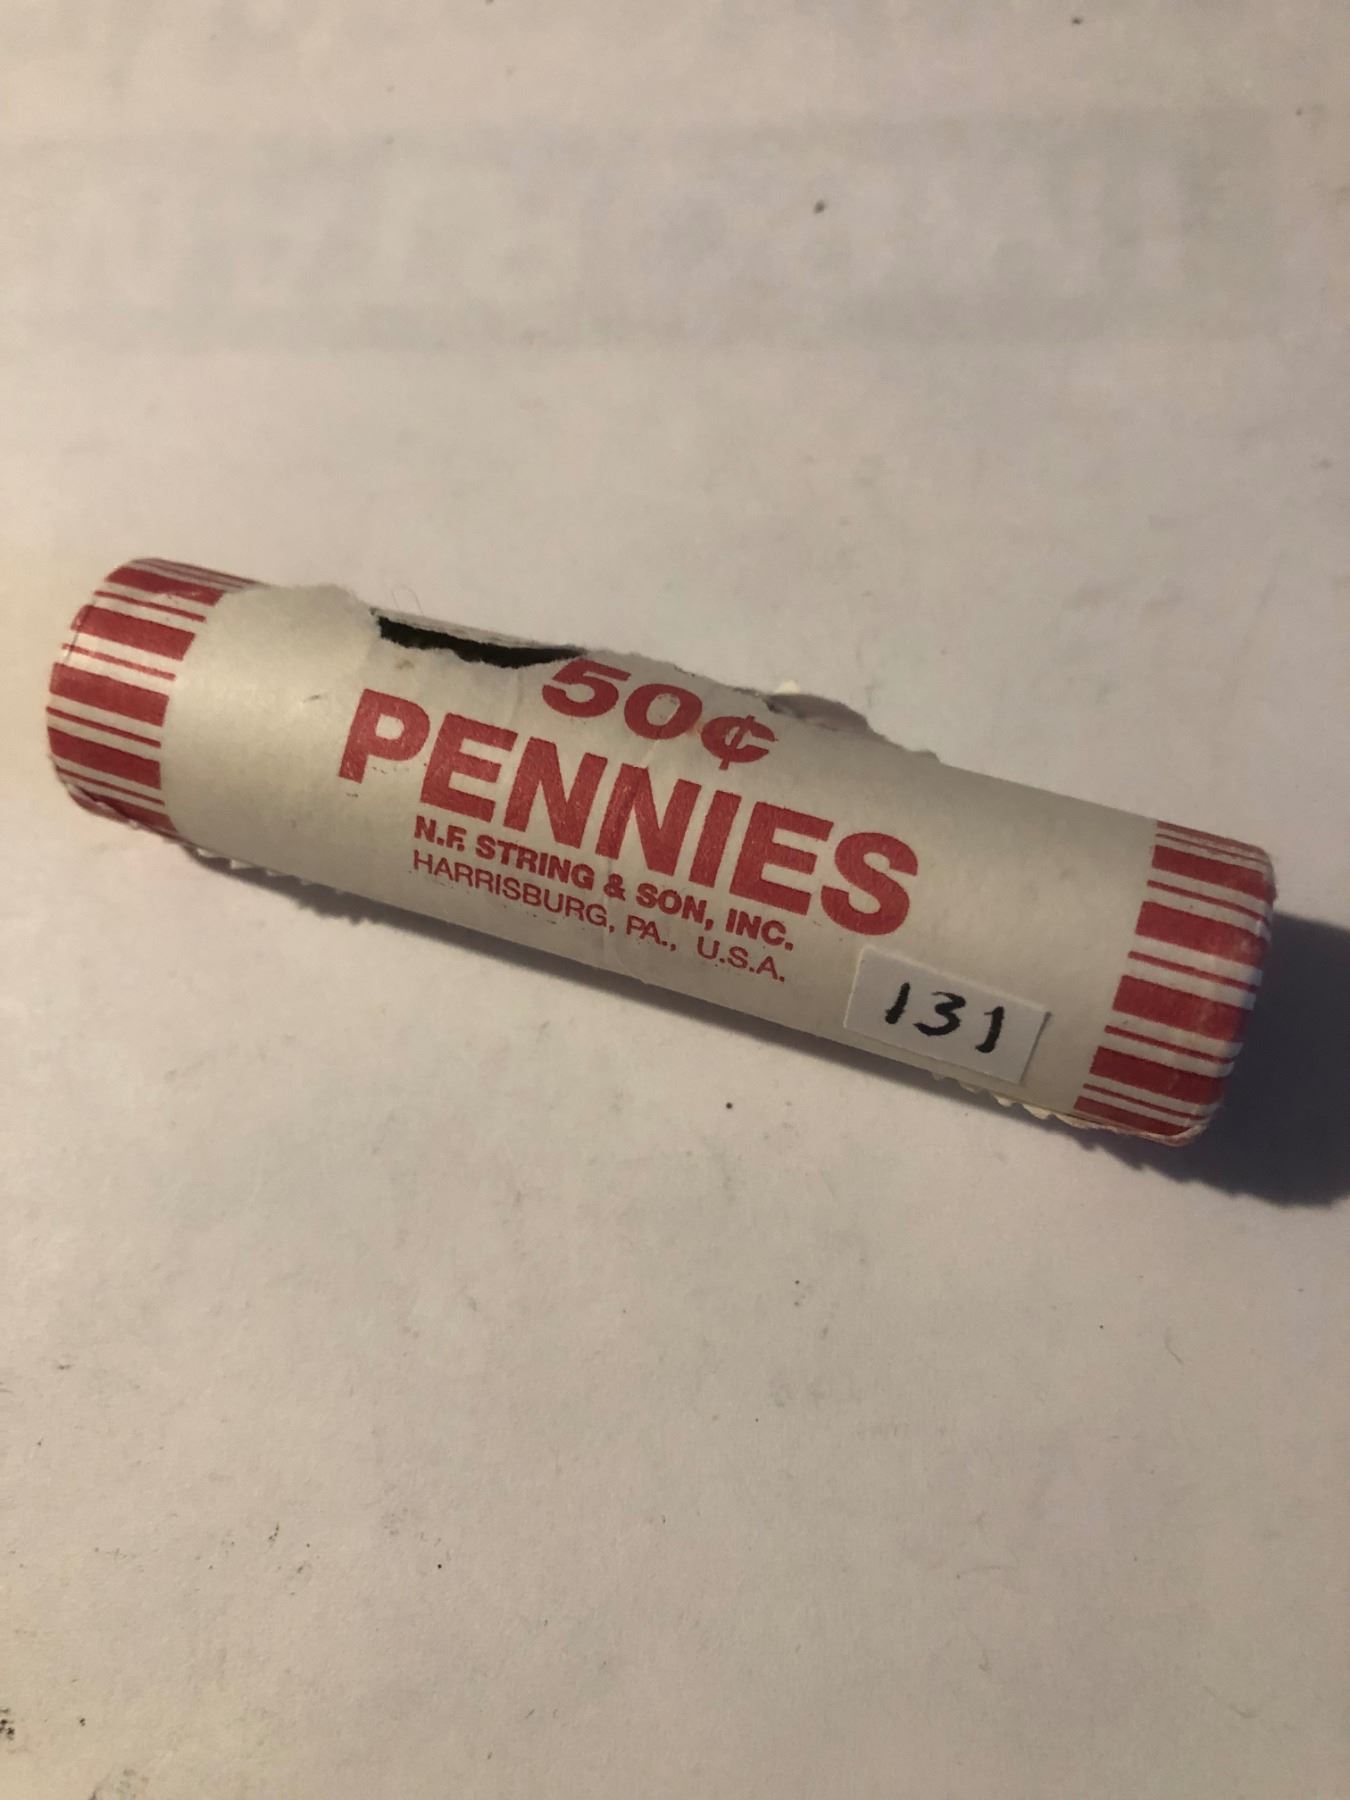 50¢
PENNIES
N.F. STRING & SON, INC.
HARRISBURG, PA., U.S.A.
131